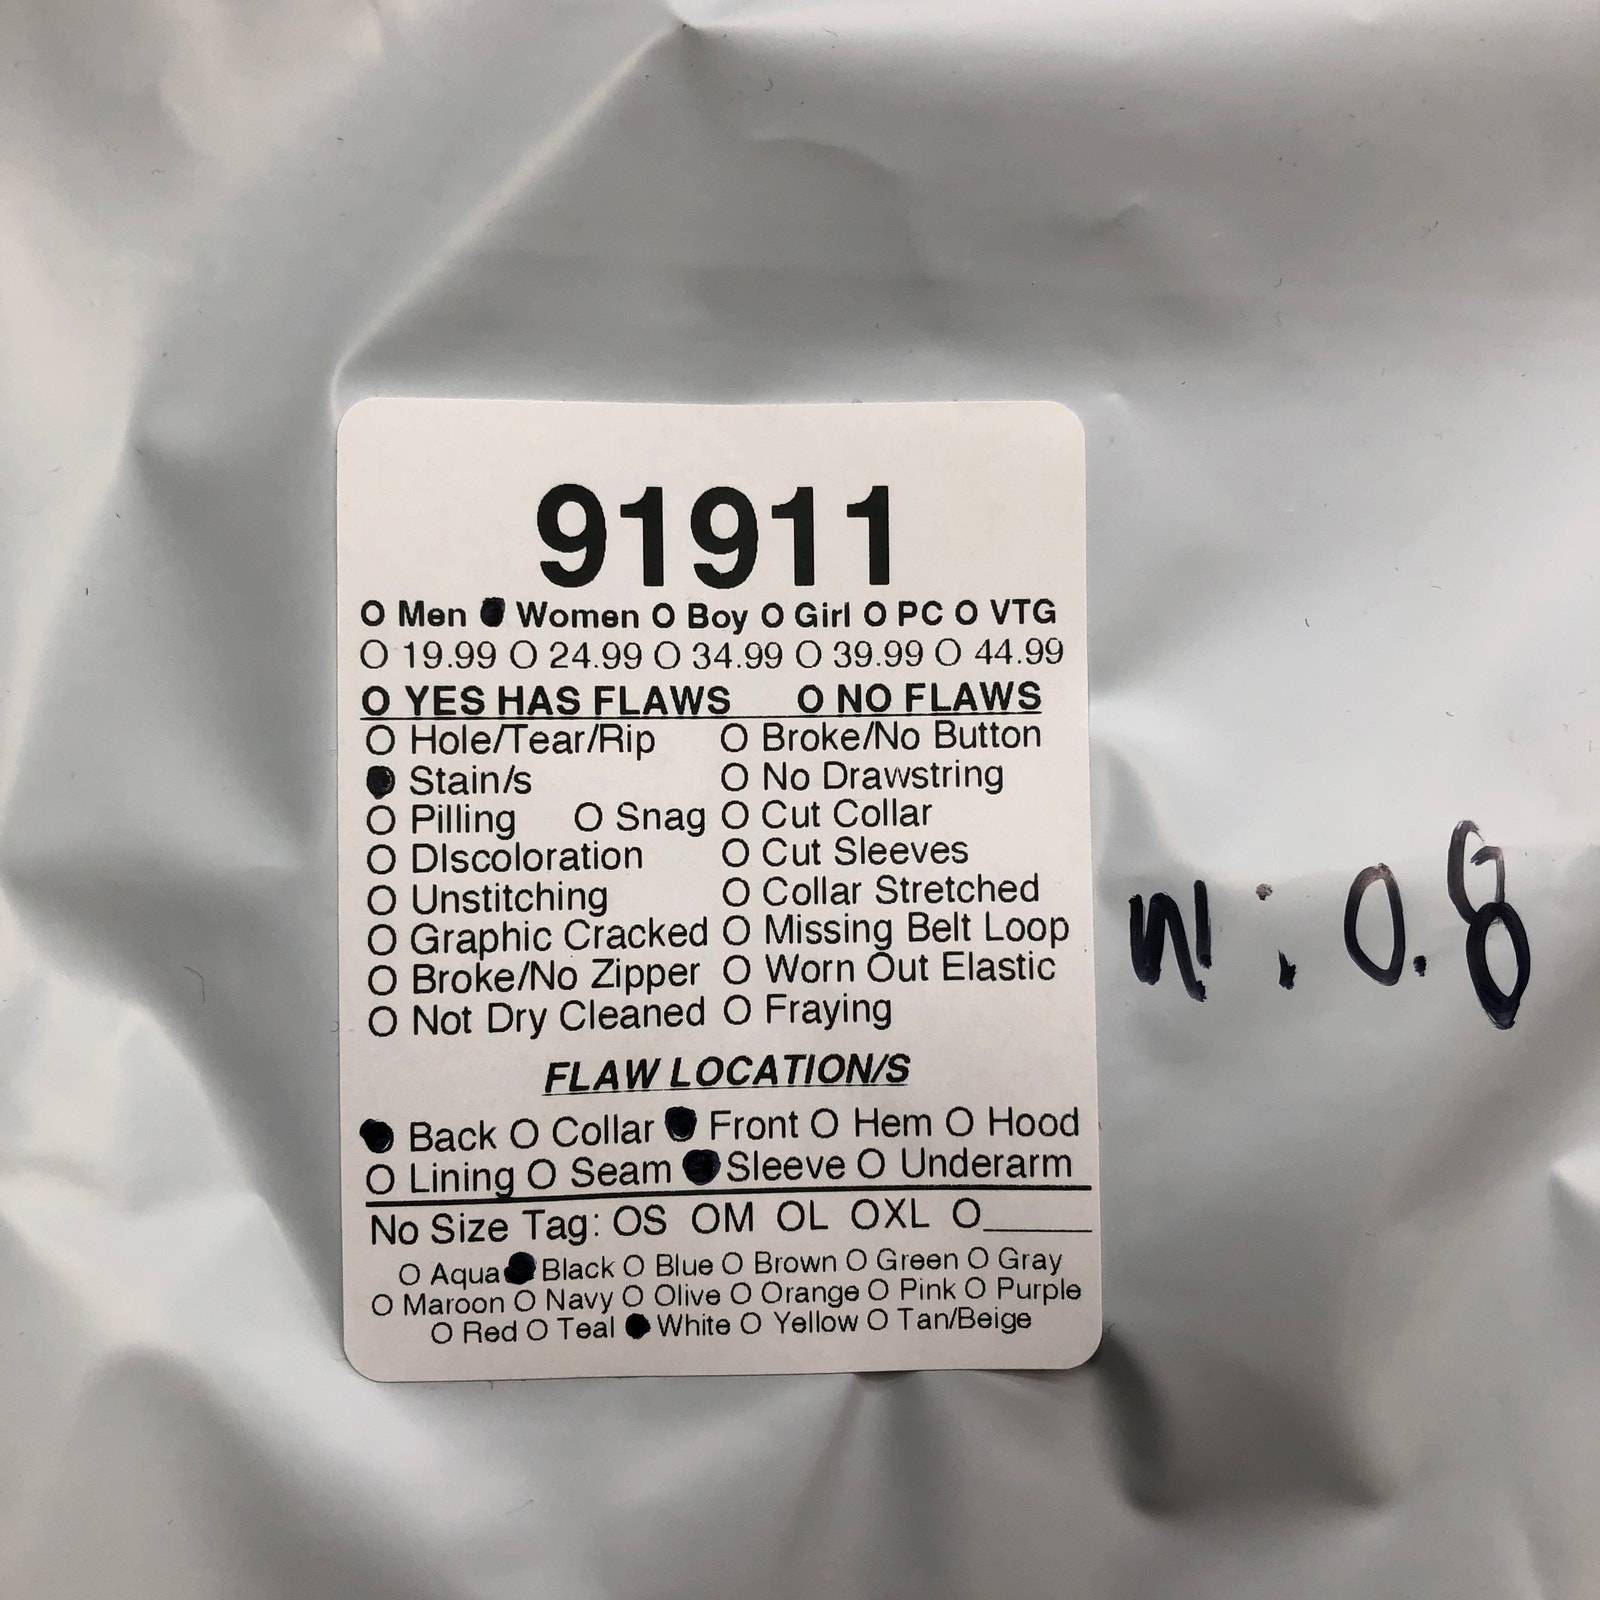 91911
O Men ● Women O Boy O Girl O PC O VTG
O 19.99 O 24.99 O 34.99 O 39.99 O 44.99
O YES HAS FLAWS O NO FLAWS
O Hole/Tear/Rip O Broke/No Button
● Stain/s O No Drawstring
O Pilling O Snag O Cut Collar
O DIscoloration O Cut Sleeves
O Unstitching O Collar Stretched
O Graphic Cracked O Missing Belt Loop
O Broke/No Zipper O Worn Out Elastic
O Not Dry Cleaned O Fraying
FLAW LOCATION/S
● Back O Collar ● Front O Hem O Hood
O Lining O Seam ● Sleeve O Underarm
No Size Tag: OS OM OL OXL O______
O Aqua ● Black O Blue O Brown O Green O Gray
O Maroon O Navy O Olive O Orange O Pink O Purple
O Red O Teal ● White O Yellow O Tan/Beige
: 0.8